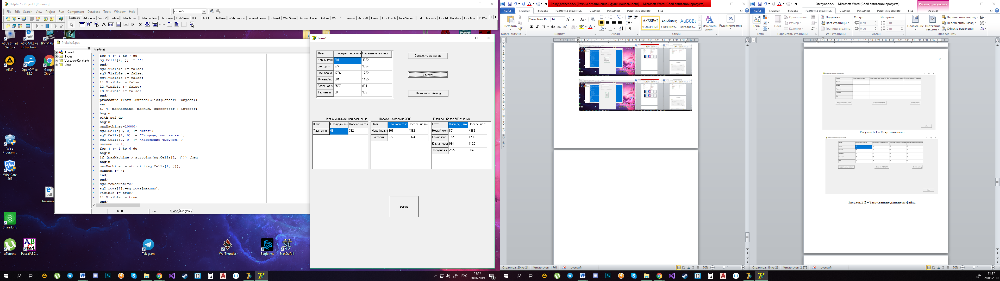 Delphi 7 - Project1 [Running]
File Edit Search View Project Run Component Database Tools Window Help
<None>
Standard Additional Win32 System Data Access Data Controls dbExpress DataSnap BDE ADO InterBase WebServices InternetExpress Internet WebSnap Decision Cube Dialogs Win 3.1 Samples ActiveX Rave Indy Clients Indy Servers Indy Intercepts Indy I/O Handlers Indy Misc COM+
ASUS Smart Gesture
ASIO4ALL v2 Instruction...
IP-TV Pla
AIMP
OpenOffice 4.1.5
Google Chrome
Wise Program...
Wise Care 365
Олимпий
Share Link
µTorrent
PascalABC...
Telegram
WarThunder
Battle.net
StarCraft II
Praktika2.pas
TForm1
Types
Variables/Constants
Uses
Praktika2
for j := 1 to 7 do
sg.Cells[i, j] := '';
end;
sg2.Visible := false;
sg3.Visible := false;
sg4.Visible := false;
l1.Visible := false;
l2.Visible := false;
l3.Visible := false;
end;
procedure TForm1.Button1Click(Sender: TObject);
var
i, j, maxMachine, maxnum, currentstr : integer;
begin
with sg2 do
begin
maxMachine:=10000;
sg2.Cells[0, 0] := 'Штат';
sg2.Cells[1, 0] := 'Площадь, тыс.км.кв.';
sg2.Cells[2, 0] := 'Население тыс.чел.';
maxnum := 1;
for j := 1 to 6 do
begin
if (maxMachine > strtoint(sg.Cells[1, j])) then
begin
maxMachine := strtoint(sg.Cells[1, j]);
maxnum := j;
end;
end;
sg2.rowcount:=2;
sg2.rows[1]:=sg.rows[maxnum];
Visible := true;
l1.Visible := true;
end;
86: 86 Insert Code Diagram
Form1
Штат Площадь, тыс.км.кв Население тыс.чел.
Новый южн 801 4382
Виктория 277 3324
Квинсленд 1726 1732
Южная Авст 984 1125
Западная Ав 2527 904
Тасмания 68 382
Загрузить из файла
Вариант
Отчистить таблицу
Штат с минимальной площадью
Штат Площадь, ты Население ты
Тасмания 68 382
Население больше 3000
Штат Площадь, тыс Население тыс
Новый южн 801 4382
Виктория 277 3324
Площадь более 500 тыс.чел.
Штат Площадь, тыс Население ты
Новый южн 801 4382
Квинсленд 1726 1732
Южная Авст 984 1125
Западная Ав 2527 904
выход
РУС 11:17 28.06.2019
Polny_otchet.docx [Режим ограниченной функциональности] - Microsoft Word (Сбой активации продукта)
Файл Главная Вставка Разметка страницы Ссылки Рассылки Рецензирование Вид
Вставить
Times New Rc 14
Ж К Ч abc
АаБбВвГ ¶ Обычный
АаБбВвГг, ¶ Без инте...
АаБбВв Заголово...
Изменить стили
Редактирование
Буфер обмена Шрифт Абзац Стили
Страница: 20 из 21 Число слов: 1 761 русский 70%
Otchyot.docx - Microsoft Word (Сбой активации продукта)
Работа с рисунками
Файл Главная Вставка Разметка страницы Ссылки Рассылки Рецензирование Вид Формат
Темы
Поля
Ориентация
Размер
Колонки
Подложка
Цвет страницы
Границы страниц
Отступ
0 см
0 см
Интервал
0 пт
0 пт
Положение
Обтекание текстом
Переместить вперед
Переместить назад
Область выделения
Темы Параметры страницы Фон страницы Абзац Упорядочить
18
Рисунок Б.1 – Стартовое окно
Рисунок Б.2 – Загруженные данные из файла
Страница: 18 из 26 Число слов: 2 373 русский 70%
11:17 28.06.2019